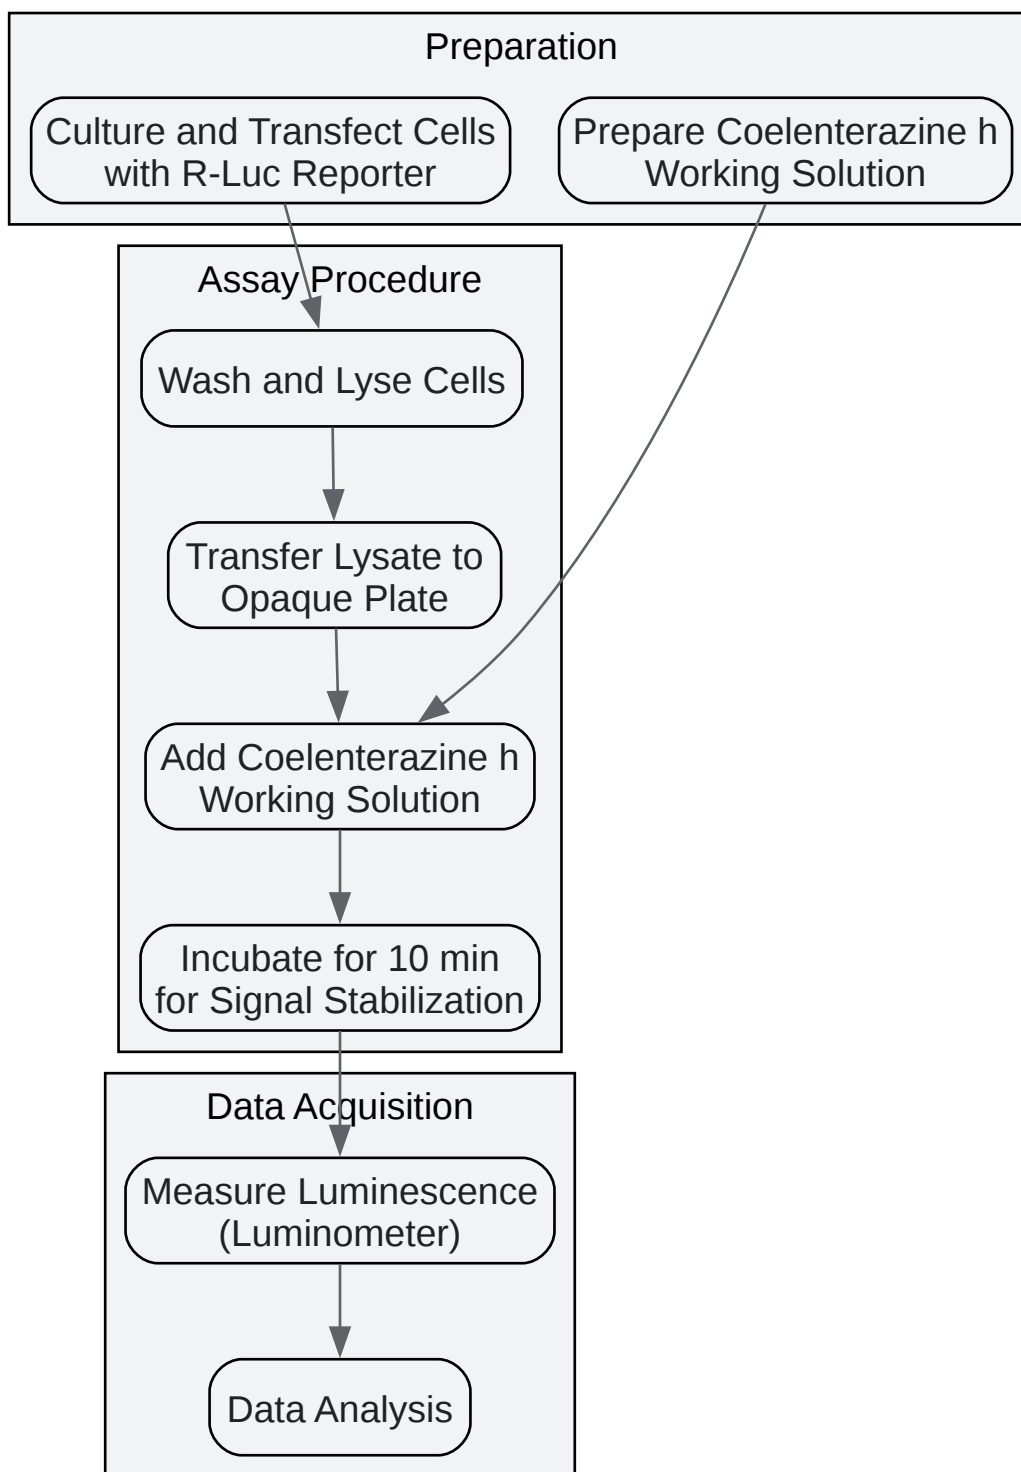 Preparation
Culture and Transfect Cells
with R-Luc Reporter
Prepare Coelenterazine h
Working Solution
Assay Procedure
Wash and Lyse Cells
Transfer Lysate to
Opaque Plate
Add Coelenterazine h
Working Solution
Incubate for 10 min
for Signal Stabilization
Data Acquisition
Measure Luminescence
(Luminometer)
Data Analysis